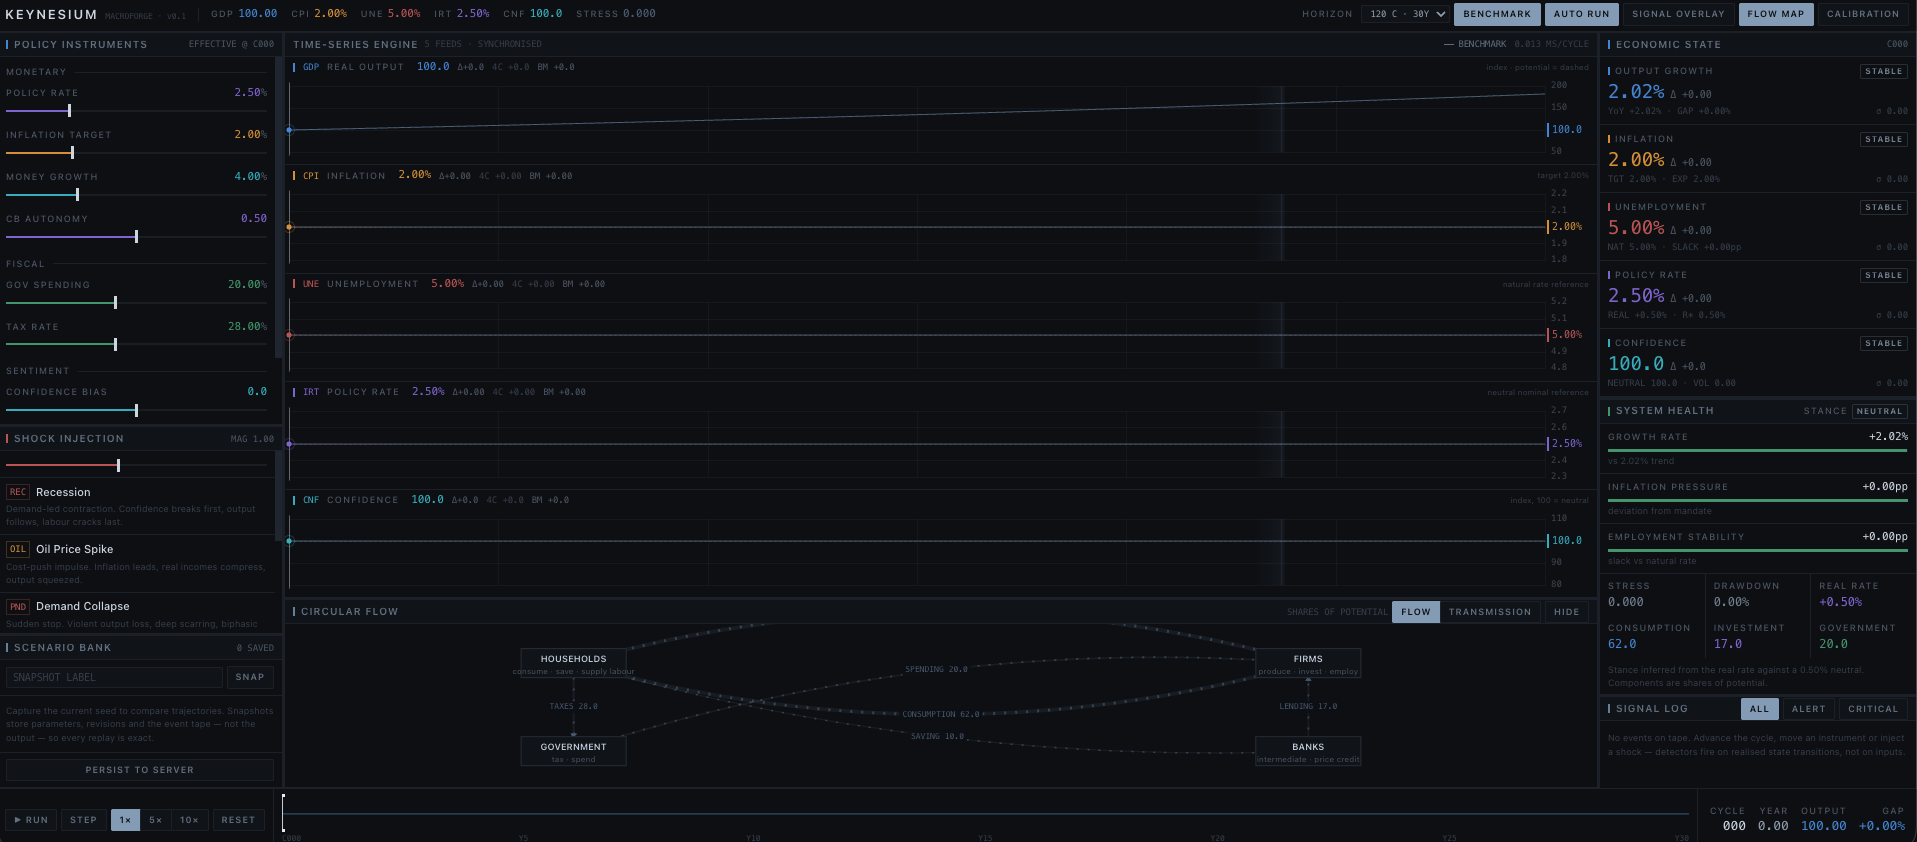 KEYNESIUM MACROFORGE · v0.1 GDP 100.00 CPI 2.00% UNE 5.00% IRT 2.50% CNF 100.0 STRESS 0.000 HORIZON 120 C · 30Y BENCHMARK AUTO RUN SIGNAL OVERLAY FLOW MAP CALIBRATION
POLICY INSTRUMENTS EFFECTIVE @ C000
MONETARY
POLICY RATE 2.50%
INFLATION TARGET 2.00%
MONEY GROWTH 4.00%
CB AUTONOMY 0.50
FISCAL
GOV SPENDING 20.00%
TAX RATE 28.00%
SENTIMENT
CONFIDENCE BIAS 0.0
SHOCK INJECTION MAG 1.00
REC Recession
Demand-led contraction. Confidence breaks first, output
follows, labour cracks last.
OIL Oil Price Spike
Cost-push impulse. Inflation leads, real incomes compress,
output squeezed.
PND Demand Collapse
Sudden stop. Violent output loss, deep scarring, biphasic
SCENARIO BANK 0 SAVED
SNAPSHOT LABEL SNAP
Capture the current seed to compare trajectories. Snapshots
store parameters, revisions and the event tape — not the
output — so every replay is exact.
PERSIST TO SERVER
TIME-SERIES ENGINE 5 FEEDS · SYNCHRONISED — BENCHMARK 0.013 MS/CYCLE
GDP REAL OUTPUT 100.0 Δ+0.0 4C +0.0 BM +0.0 index · potential = dashed
200
150
100.0
50
CPI INFLATION 2.00% Δ+0.00 4C +0.00 BM +0.00 target 2.00%
2.2
2.1
2.00%
1.9
1.8
UNE UNEMPLOYMENT 5.00% Δ+0.00 4C +0.00 BM +0.00 natural rate reference
5.2
5.1
5.00%
4.9
4.8
IRT POLICY RATE 2.50% Δ+0.00 4C +0.00 BM +0.00 neutral nominal reference
2.7
2.6
2.50%
2.4
2.3
CNF CONFIDENCE 100.0 Δ+0.0 4C +0.0 BM +0.0 index, 100 = neutral
110
100.0
90
80
CIRCULAR FLOW SHARES OF POTENTIAL FLOW TRANSMISSION HIDE
HOUSEHOLDS
consume · save · supply labour
FIRMS
produce · invest · employ
SPENDING 20.0
TAXES 28.0
CONSUMPTION 62.0
LENDING 17.0
SAVING 10.0
GOVERNMENT
tax · spend
BANKS
intermediate · price credit
ECONOMIC STATE C000
OUTPUT GROWTH STABLE
2.02% Δ +0.00
YoY +2.02% · GAP +0.00% σ 0.00
INFLATION STABLE
2.00% Δ +0.00
TGT 2.00% · EXP 2.00% σ 0.00
UNEMPLOYMENT STABLE
5.00% Δ +0.00
NAT 5.00% · SLACK +0.00pp σ 0.00
POLICY RATE STABLE
2.50% Δ +0.00
REAL +0.50% · R* 0.50% σ 0.00
CONFIDENCE STABLE
100.0 Δ +0.0
NEUTRAL 100.0 · VOL 0.00 σ 0.00
SYSTEM HEALTH STANCE NEUTRAL
GROWTH RATE +2.02%
vs 2.02% trend
INFLATION PRESSURE +0.00pp
deviation from mandate
EMPLOYMENT STABILITY +0.00pp
slack vs natural rate
STRESS DRAWDOWN REAL RATE
0.000 0.00% +0.50%
CONSUMPTION INVESTMENT GOVERNMENT
62.0 17.0 20.0
Stance inferred from the real rate against a 0.50% neutral.
Components are shares of potential.
SIGNAL LOG ALL ALERT CRITICAL
No events on tape. Advance the cycle, move an instrument or inject
a shock — detectors fire on realised state transitions, not on inputs.
▶ RUN STEP 1× 5× 10× RESET
C000 Y5 Y10 Y15 Y20 Y25 Y30
CYCLE YEAR OUTPUT GAP
000 0.00 100.00 +0.00%